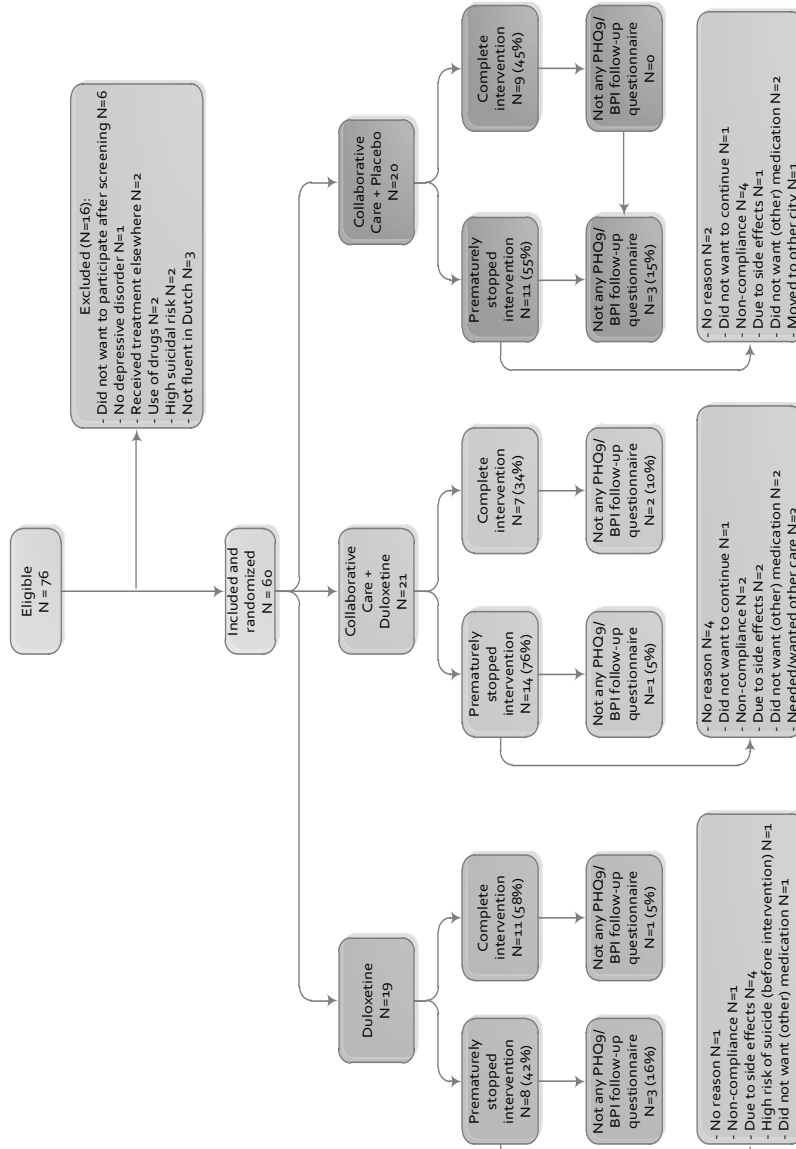 Eligible
N = 76
Excluded (N=16):
- Did not want to participate after screening N=6
- No depressive disorder N=1
- Received treatment elsewhere N=2
- Use of drugs N=2
- High suicidal risk N=2
- Not fluent in Dutch N=3
Included and
randomized
N = 60
Duloxetine
N=19
Collaborative
Care +
Duloxetine
N=21
Collaborative
Care + Placebo
N=20
Prematurely
stopped
intervention
N=8 (42%)
Complete
intervention
N=11 (58%)
Prematurely
stopped
intervention
N=14 (76%)
Complete
intervention
N=7 (34%)
Prematurely
stopped
intervention
N=11 (55%)
Complete
intervention
N=9 (45%)
Not any PHQ9/
BPI follow-up
questionnaire
N=3 (16%)
Not any PHQ9/
BPI follow-up
questionnaire
N=1 (5%)
Not any PHQ9/
BPI follow-up
questionnaire
N=1 (5%)
Not any PHQ9/
BPI follow-up
questionnaire
N=2 (10%)
Not any PHQ9/
BPI follow-up
questionnaire
N=3 (15%)
Not any PHQ9/
BPI follow-up
questionnaire
N=0
- No reason N=1
- Non-compliance N=1
- Due to side effects N=4
- High risk of suicide (before intervention) N=1
- Did not want (other) medication N=1
- No reason N=4
- Did not want to continue N=1
- Non-compliance N=2
- Due to side effects N=2
- Did not want (other) medication N=2
- Needed/wanted other care N=3
- No reason N=2
- Did not want to continue N=1
- Non-compliance N=4
- Due to side effects N=1
- Did not want (other) medication N=2
- Moved to other city N=1